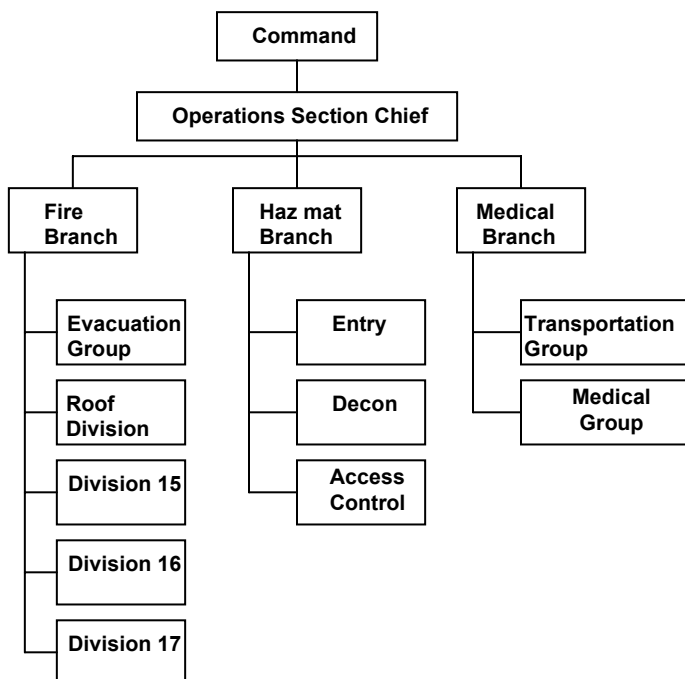 Command
Operations Section Chief
Fire
Branch
Haz mat
Branch
Medical
Branch
Evacuation
Group
Roof
Division
Division 15
Division 16
Division 17
Entry
Decon
Access
Control
Transportation
Group
Medical
Group